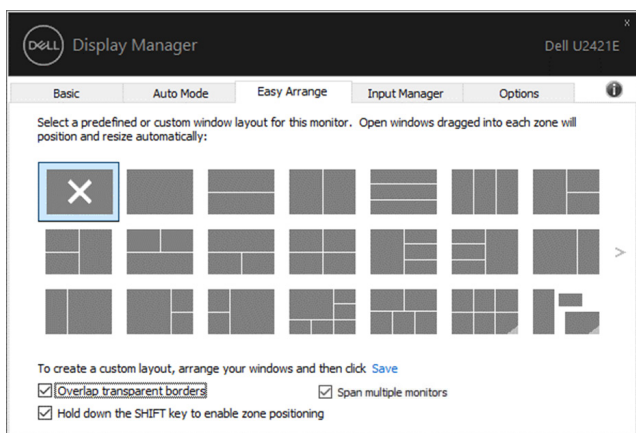 x
DELL Display Manager Dell U2421E
Basic Auto Mode Easy Arrange Input Manager Options i
Select a predefined or custom window layout for this monitor. Open windows dragged into each zone will
position and resize automatically:
>
To create a custom layout, arrange your windows and then click Save
Overlap transparent borders Span multiple monitors
Hold down the SHIFT key to enable zone positioning